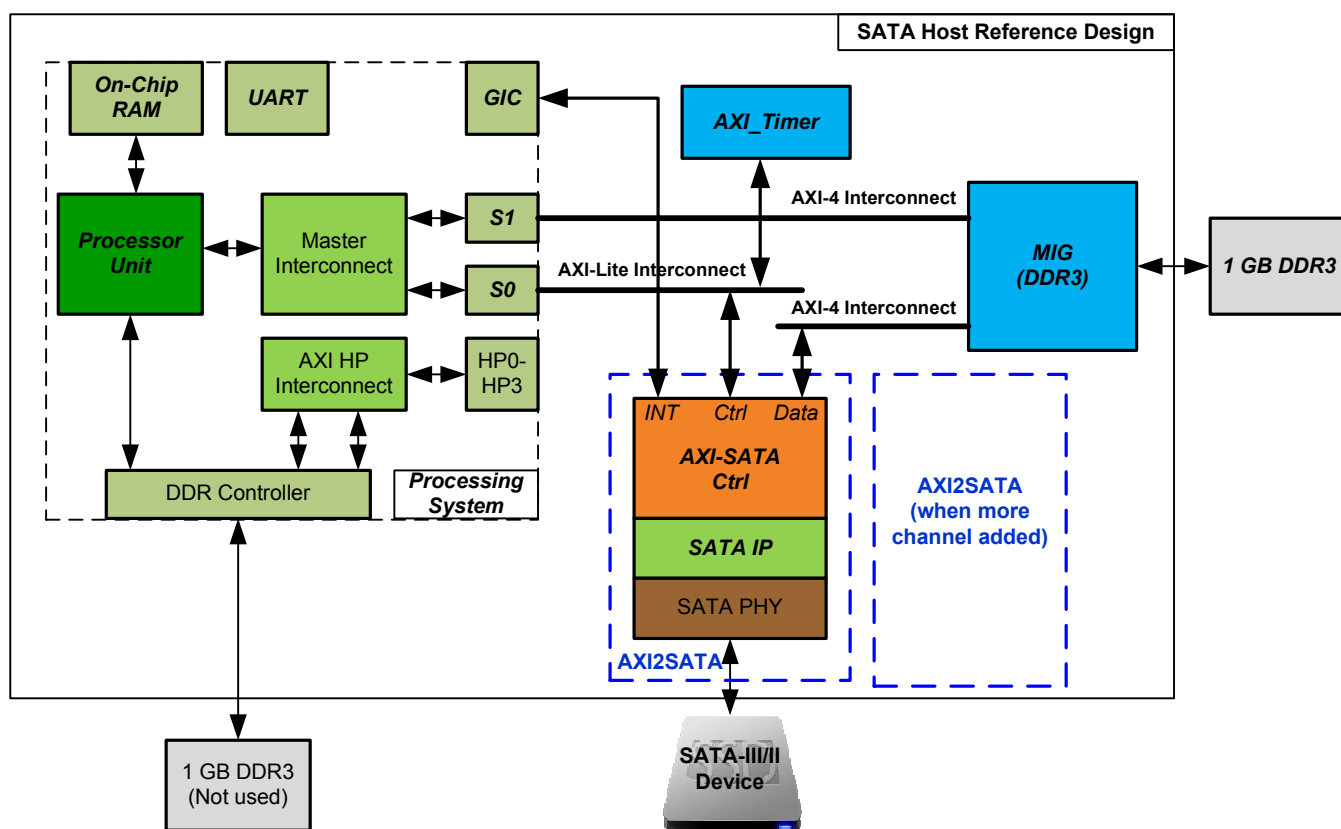 SATA Host Reference Design
On-Chip
RAM
UART
GIC
AXI_Timer
Processor
Unit
Master
Interconnect
S1
S0
AXI-4 Interconnect
AXI-Lite Interconnect
AXI-4 Interconnect
MIG
(DDR3)
1 GB DDR3
AXI HP
Interconnect
HP0-
HP3
DDR Controller
Processing
System
INT Ctrl Data
AXI-SATA
Ctrl
SATA IP
SATA PHY
AXI2SATA
AXI2SATA
(when more
channel added)
1 GB DDR3
(Not used)
SATA-III/II
Device